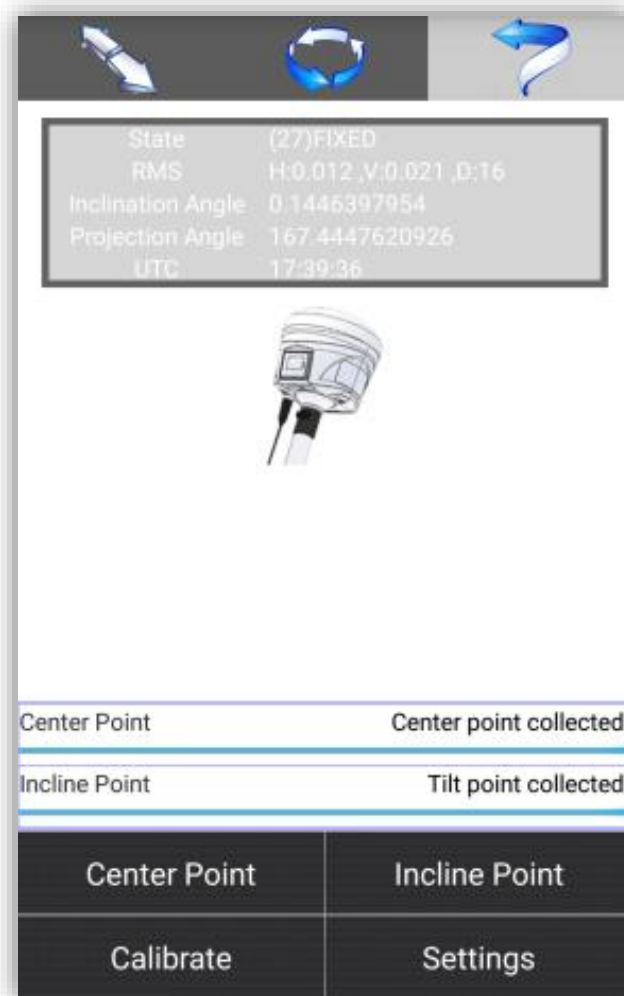 State (27)FIXED
RMS H:0.012 ,V:0.021 ,D:16
Inclination Angle 0.1446397954
Projection Angle 167.4447620926
UTC 17:39:36
Center Point Center point collected
Incline Point Tilt point collected
Center Point Incline Point
Calibrate Settings